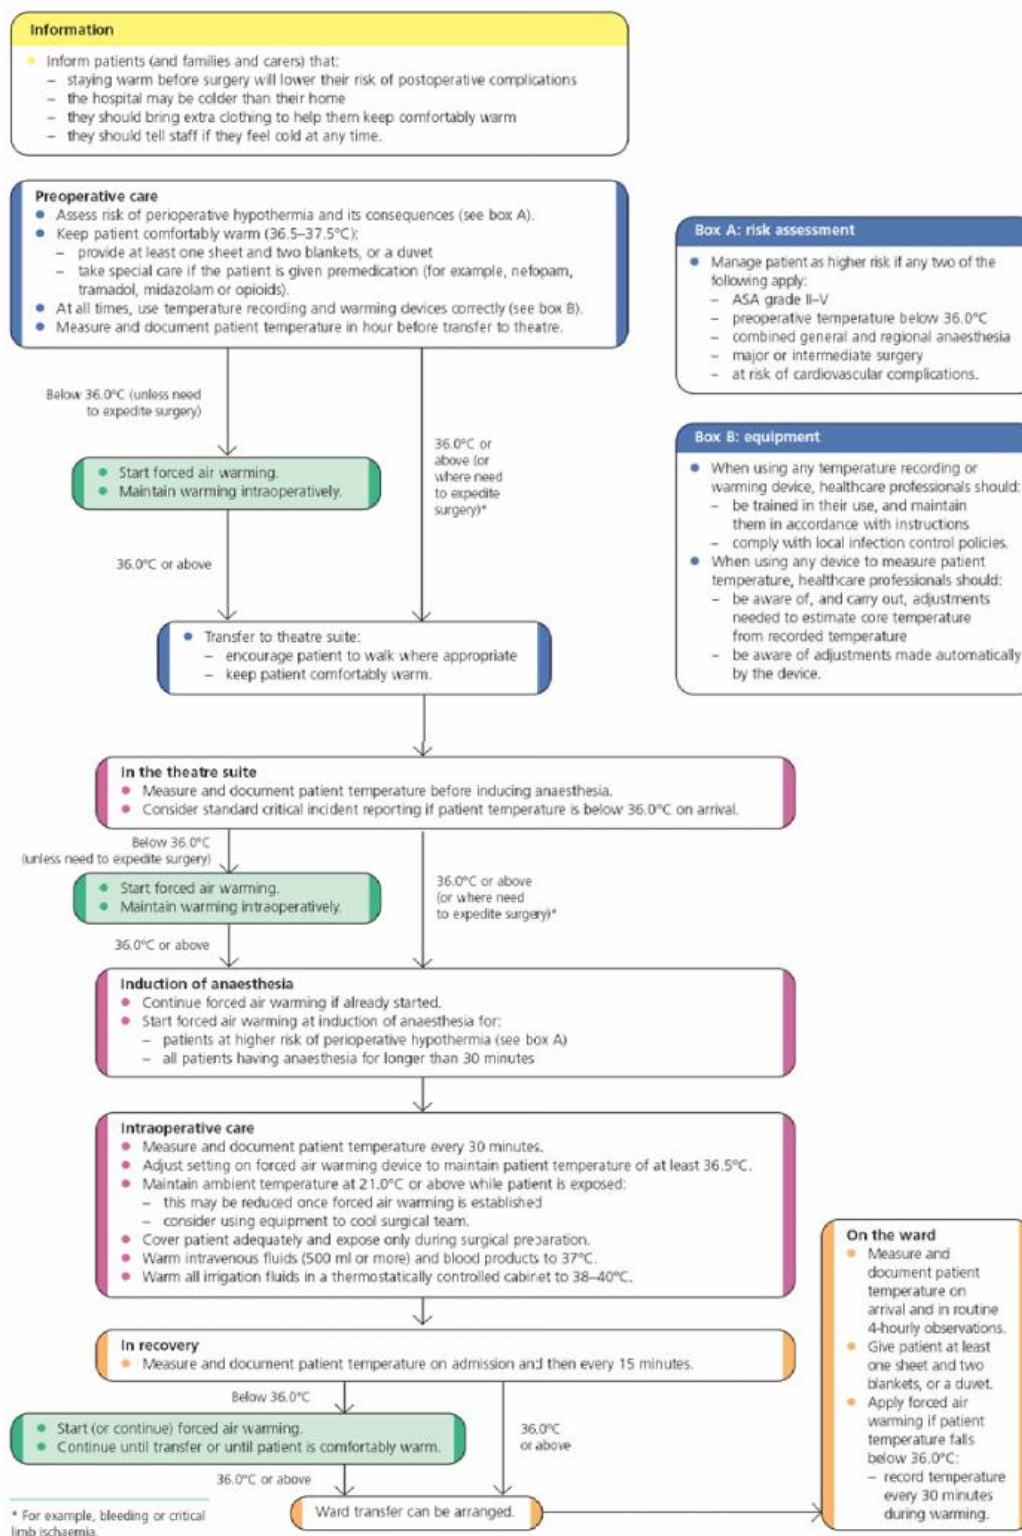 Information
• Inform patients (and families and carers) that:
– staying warm before surgery will lower their risk of postoperative complications
– the hospital may be colder than their home
– they should bring extra clothing to help them keep comfortably warm
– they should tell staff if they feel cold at any time.
Preoperative care
• Assess risk of perioperative hypothermia and its consequences (see box A).
• Keep patient comfortably warm (36.5–37.5°C):
– provide at least one sheet and two blankets, or a duvet
– take special care if the patient is given premedication (for example, nefopam,
tramadol, midazolam or opioids).
• At all times, use temperature recording and warming devices correctly (see box B).
• Measure and document patient temperature in hour before transfer to theatre.
Box A: risk assessment
• Manage patient as higher risk if any two of the
following apply:
– ASA grade II–V
– preoperative temperature below 36.0°C
– combined general and regional anaesthesia
– major or intermediate surgery
– at risk of cardiovascular complications.
Below 36.0°C (unless need
to expedite surgery)
36.0°C or
above (or
where need
to expedite
surgery)*
• Start forced air warming.
• Maintain warming intraoperatively.
36.0°C or above
Box B: equipment
• When using any temperature recording or
warming device, healthcare professionals should:
– be trained in their use, and maintain
them in accordance with instructions
– comply with local infection control policies.
• When using any device to measure patient
temperature, healthcare professionals should:
– be aware of, and carry out, adjustments
needed to estimate core temperature
from recorded temperature
– be aware of adjustments made automatically
by the device.
• Transfer to theatre suite:
– encourage patient to walk where appropriate
– keep patient comfortably warm.
In the theatre suite
• Measure and document patient temperature before inducing anaesthesia.
• Consider standard critical incident reporting if patient temperature is below 36.0°C on arrival.
Below 36.0°C
(unless need to expedite surgery)
36.0°C or above
(or where need
to expedite surgery)*
• Start forced air warming.
• Maintain warming intraoperatively.
36.0°C or above
Induction of anaesthesia
• Continue forced air warming if already started.
• Start forced air warming at induction of anaesthesia for:
– patients at higher risk of perioperative hypothermia (see box A)
– all patients having anaesthesia for longer than 30 minutes
Intraoperative care
• Measure and document patient temperature every 30 minutes.
• Adjust setting on forced air warming device to maintain patient temperature of at least 36.5°C.
• Maintain ambient temperature at 21.0°C or above while patient is exposed:
– this may be reduced once forced air warming is established
– consider using equipment to cool surgical team.
• Cover patient adequately and expose only during surgical preparation.
• Warm intravenous fluids (500 ml or more) and blood products to 37°C.
• Warm all irrigation fluids in a thermostatically controlled cabinet to 38–40°C.
In recovery
• Measure and document patient temperature on admission and then every 15 minutes.
Below 36.0°C
36.0°C
or above
• Start (or continue) forced air warming.
• Continue until transfer or until patient is comfortably warm.
36.0°C or above
Ward transfer can be arranged.
On the ward
• Measure and
document patient
temperature on
arrival and in routine
4-hourly observations.
• Give patient at least
one sheet and two
blankets, or a duvet.
• Apply forced air
warming if patient
temperature falls
below 36.0°C:
– record temperature
every 30 minutes
during warming.
* For example, bleeding or critical
limb ischaemia.